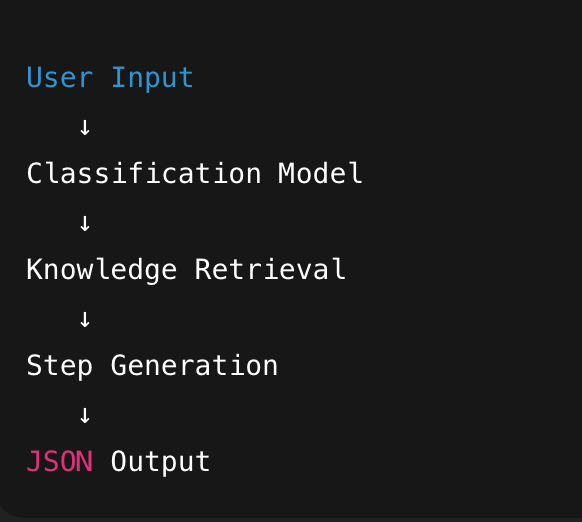 User Input
↓
Classification Model
↓
Knowledge Retrieval
↓
Step Generation
↓
JSON Output